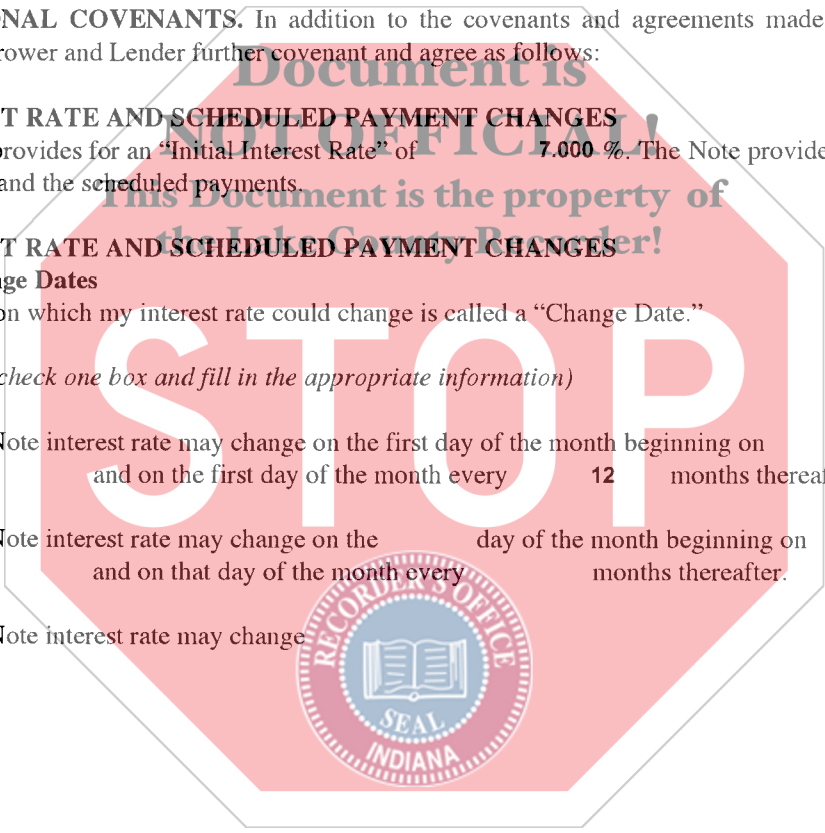 NAL COVENANTS. In addition to the covenants and agreements made
rower and Lender further covenant and agree as follows:
Document is
T RATE AND SCHEDULED PAYMENT CHANGES
NOT OFFICIAL!
provides for an “Initial Interest Rate” of 7.000 %. The Note provide
and the scheduled payments.
This Document is the property of
the Lake County Recorder!
T RATE AND SCHEDULED PAYMENT CHANGES
ge Dates
on which my interest rate could change is called a “Change Date.”
STOP
check one box and fill in the appropriate information)
Note interest rate may change on the first day of the month beginning on
and on the first day of the month every 12 months thereaf
Note interest rate may change on the day of the month beginning on
and on that day of the month every months thereafter.
Note interest rate may change
RECORDER'S OFFICE
SEAL
INDIANA